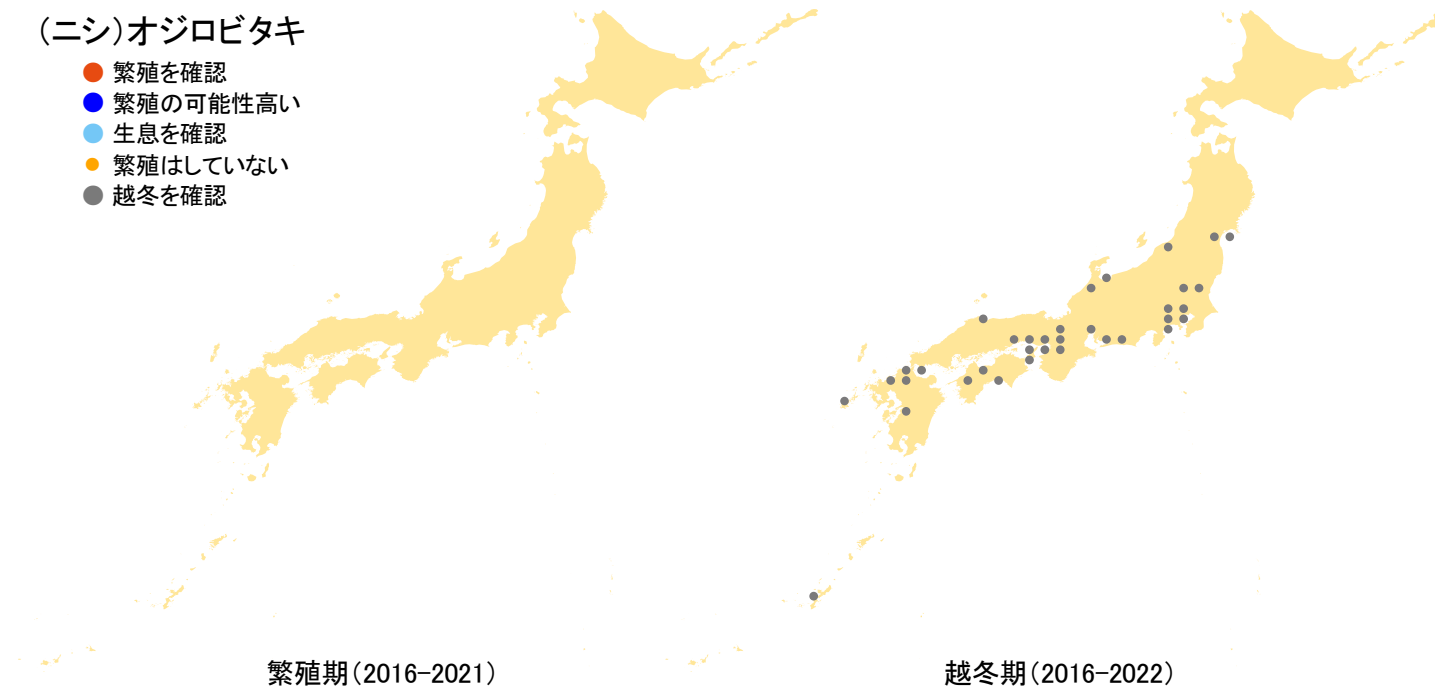 （ニシ）オジロビタキ
繁殖を確認
繁殖の可能性高い
生息を確認
繁殖はしていない
越冬を確認
繁殖期（2016-2021）
越冬期（2016-2022）